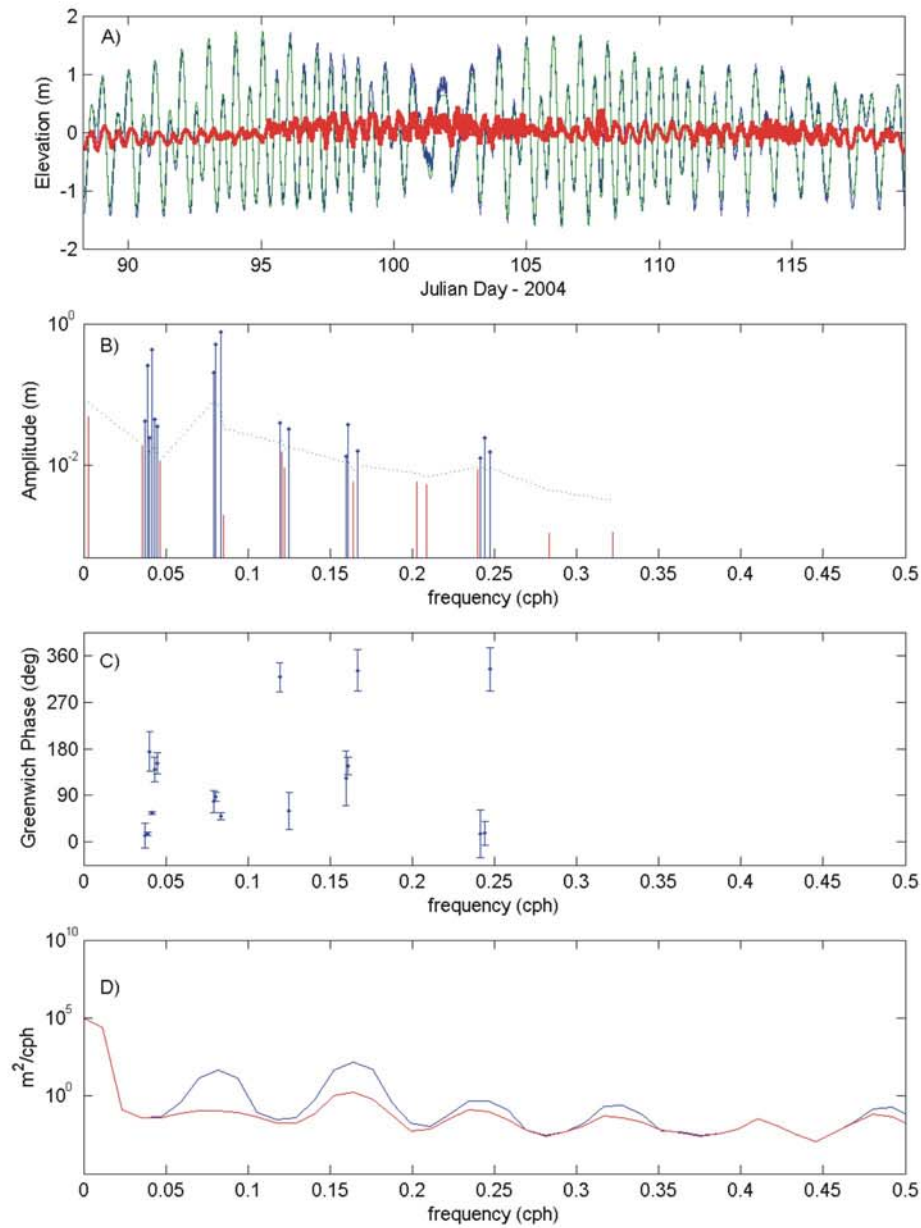 A)
Elevation (m)
2
1
0
-1
-2
90 95 100 105 110 115
Julian Day - 2004
B)
Amplitude (m)
10^0
10^-2
0 0.05 0.1 0.15 0.2 0.25 0.3 0.35 0.4 0.45 0.5
frequency (cph)
C)
Greenwich Phase (deg)
360
270
180
90
0
0 0.05 0.1 0.15 0.2 0.25 0.3 0.35 0.4 0.45 0.5
frequency (cph)
D)
m^2/cph
10^10
10^5
10^0
0 0.05 0.1 0.15 0.2 0.25 0.3 0.35 0.4 0.45 0.5
frequency (cph)